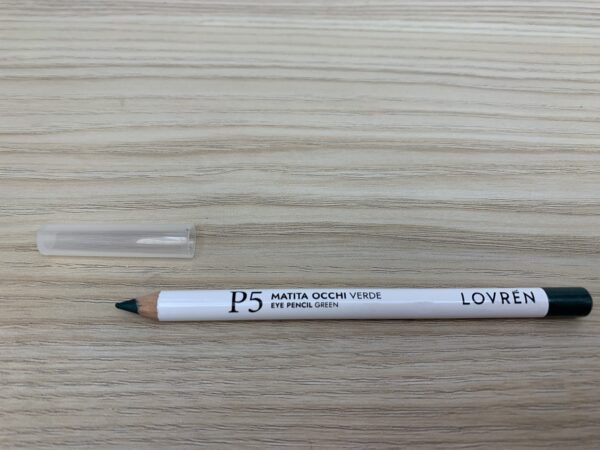 P5
MATITA OCCHI VERDE
EYE PENCIL GREEN
LOVRĒN